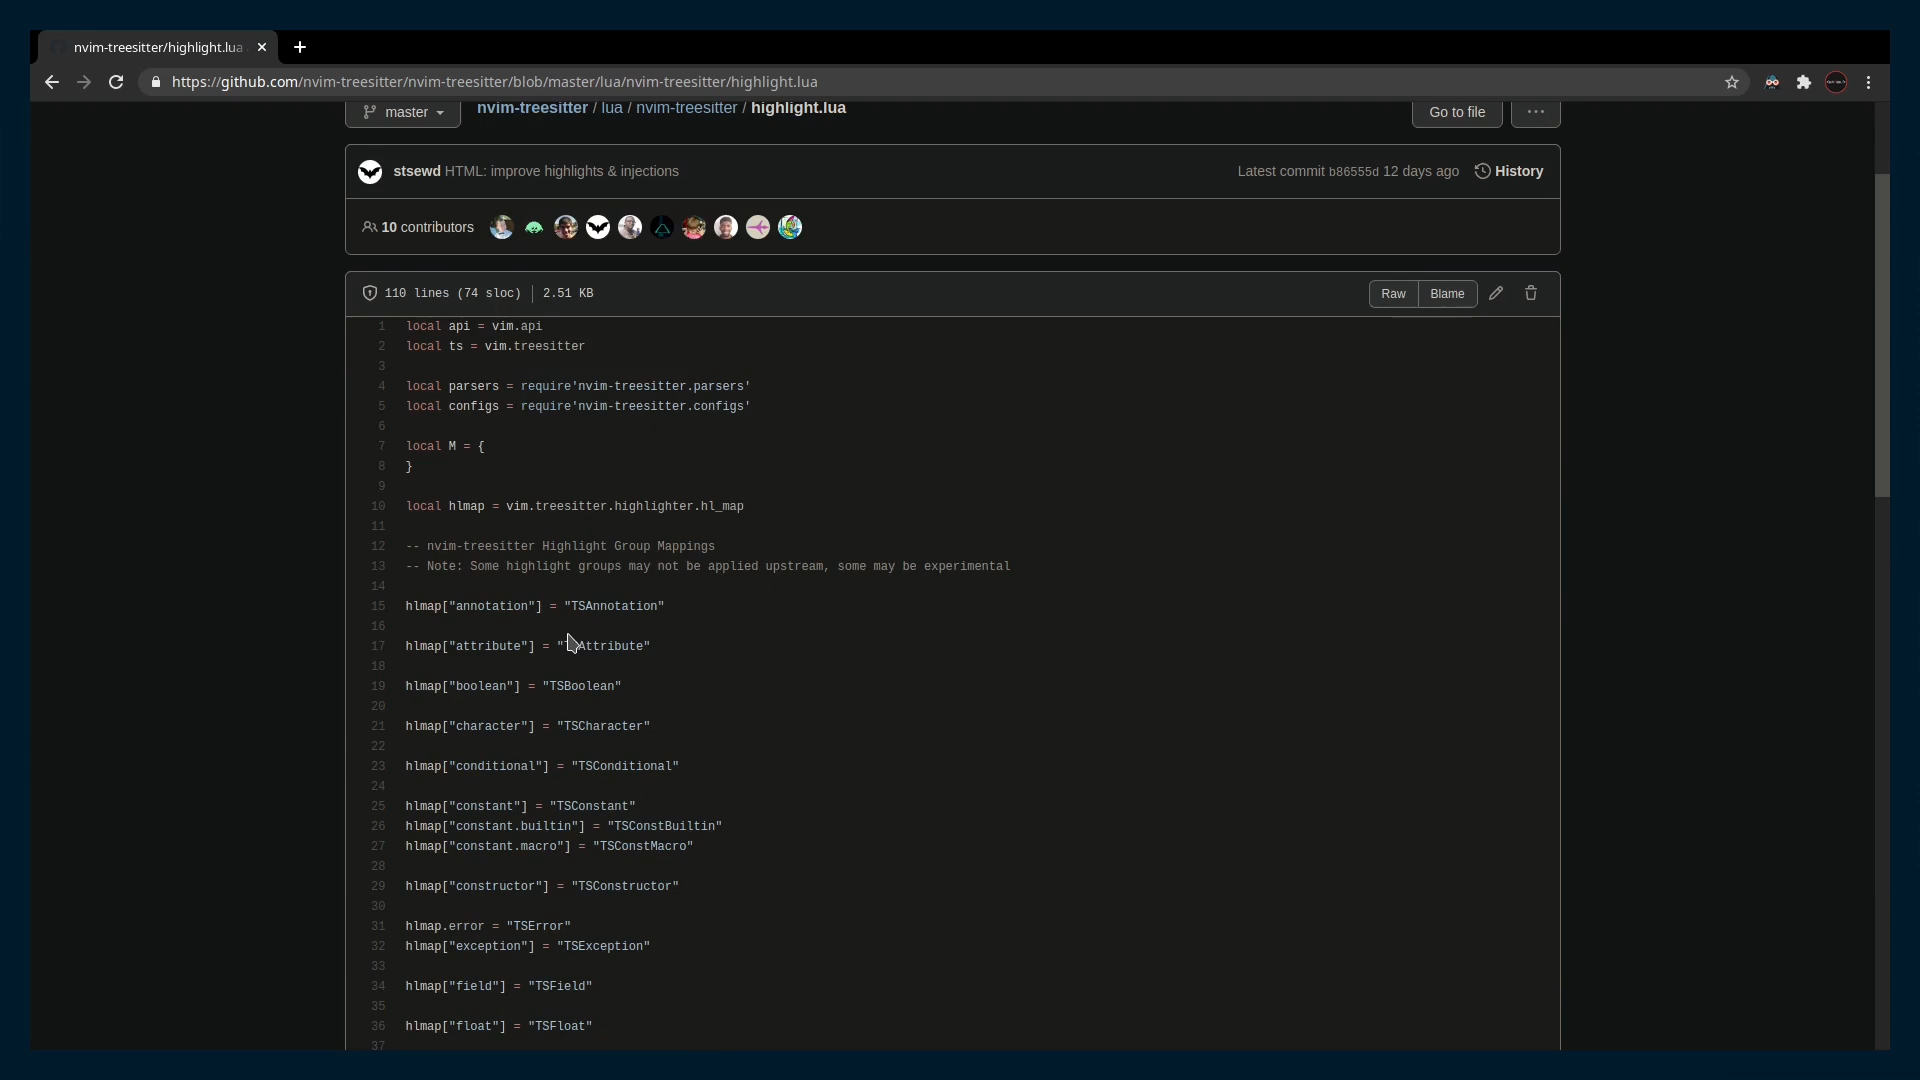 nvim-treesitter/highlight.lua
https://github.com/nvim-treesitter/nvim-treesitter/blob/master/lua/nvim-treesitter/highlight.lua
master nvim-treesitter / lua / nvim-treesitter / highlight.lua Go to file ...
stsewd HTML: improve highlights & injections Latest commit b86555d 12 days ago History
10 contributors
110 lines (74 sloc) 2.51 KB Raw Blame
1 local api = vim.api
2 local ts = vim.treesitter
3
4 local parsers = require'nvim-treesitter.parsers'
5 local configs = require'nvim-treesitter.configs'
6
7 local M = {
8 }
9
10 local hlmap = vim.treesitter.highlighter.hl_map
11
12 -- nvim-treesitter Highlight Group Mappings
13 -- Note: Some highlight groups may not be applied upstream, some may be experimental
14
15 hlmap["annotation"] = "TSAnnotation"
16
17 hlmap["attribute"] = "TSAttribute"
18
19 hlmap["boolean"] = "TSBoolean"
20
21 hlmap["character"] = "TSCharacter"
22
23 hlmap["conditional"] = "TSConditional"
24
25 hlmap["constant"] = "TSConstant"
26 hlmap["constant.builtin"] = "TSConstBuiltin"
27 hlmap["constant.macro"] = "TSConstMacro"
28
29 hlmap["constructor"] = "TSConstructor"
30
31 hlmap.error = "TSError"
32 hlmap["exception"] = "TSException"
33
34 hlmap["field"] = "TSField"
35
36 hlmap["float"] = "TSFloat"
37